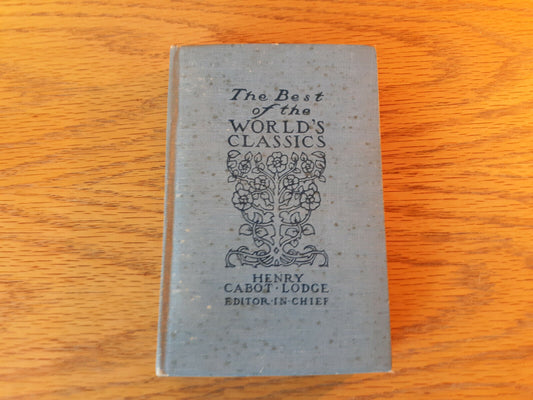 The Best
of the
WORLD'S
CLASSICS
HENRY
CABOT·LODGE
EDITOR·IN·CHIEF